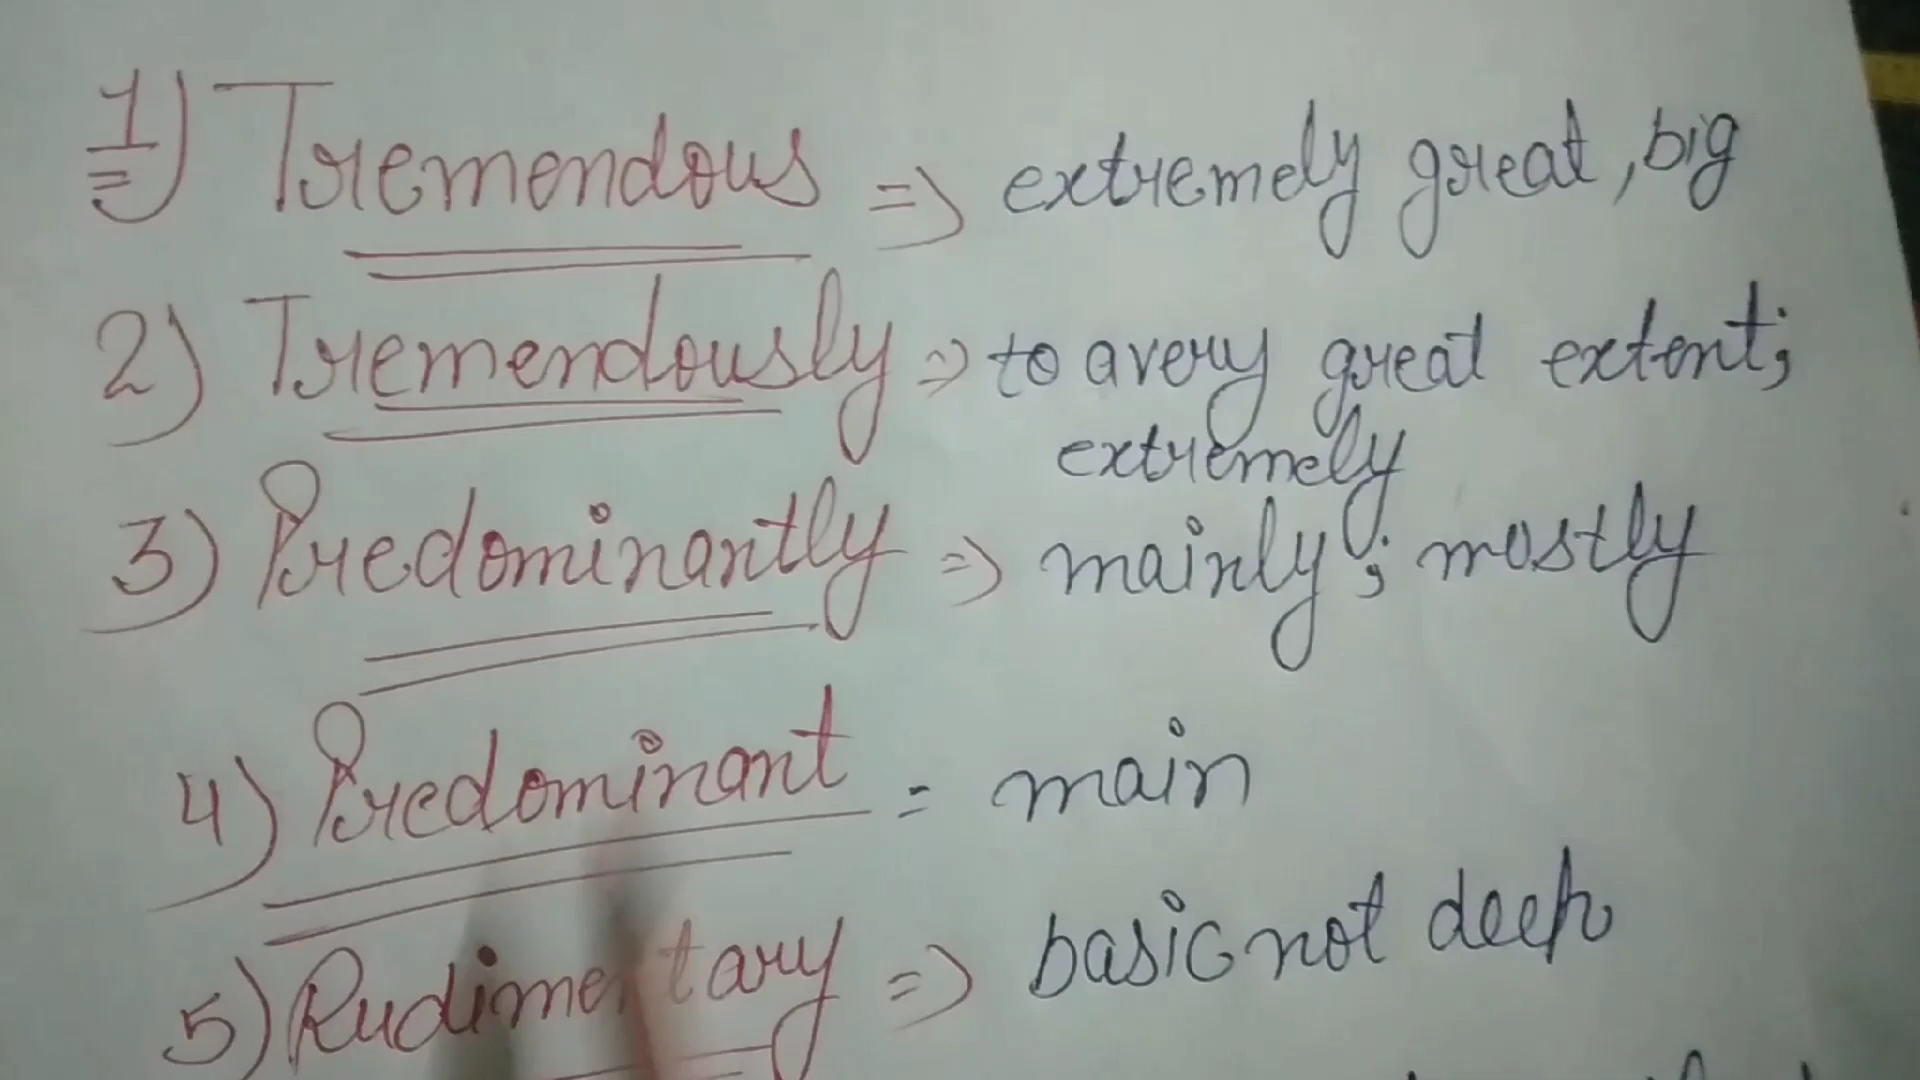 1) Tremendous => extremely great, big
2) Tremendously => to a very great extent;
extremely
3) Predominantly => mainly; mostly
4) Predominant = main
5) Rudimentary => basic not deep